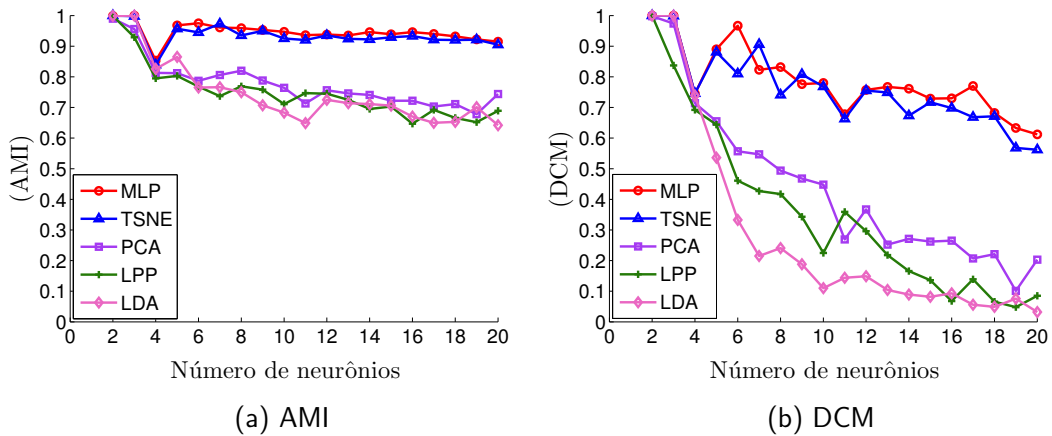 1
0.9
0.8
0.7
0.6
0.5
0.4
0.3
0.2
0.1
0
(AMI)
MLP
TSNE
PCA
LPP
LDA
0 2 4 6 8 10 12 14 16 18 20
Número de neurônios
(a) AMI
1
0.9
0.8
0.7
0.6
0.5
0.4
0.3
0.2
0.1
0
(DCM)
MLP
TSNE
PCA
LPP
LDA
0 2 4 6 8 10 12 14 16 18 20
Número de neurônios
(b) DCM